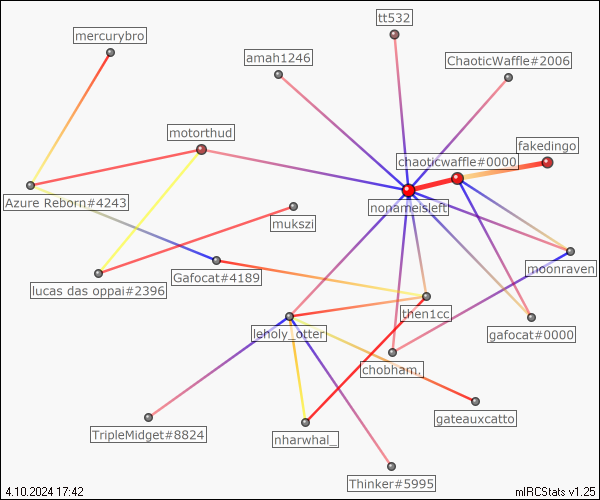 tt532
mercurybro
amah1246
ChaoticWaffle#2006
motorthud
fakedingo
chaoticwaffle#0000
Azure Reborn#4243
nonameisleft
mukszi
moonraven
Gafocat#4189
lucas das oppai#2396
then1cc
leholy_otter
gafocat#0000
chobham.
gateauxcatto
TripleMidget#8824
nharwhal_
Thinker#5995
4.10.2024 17:42
mIRCStats v1.25